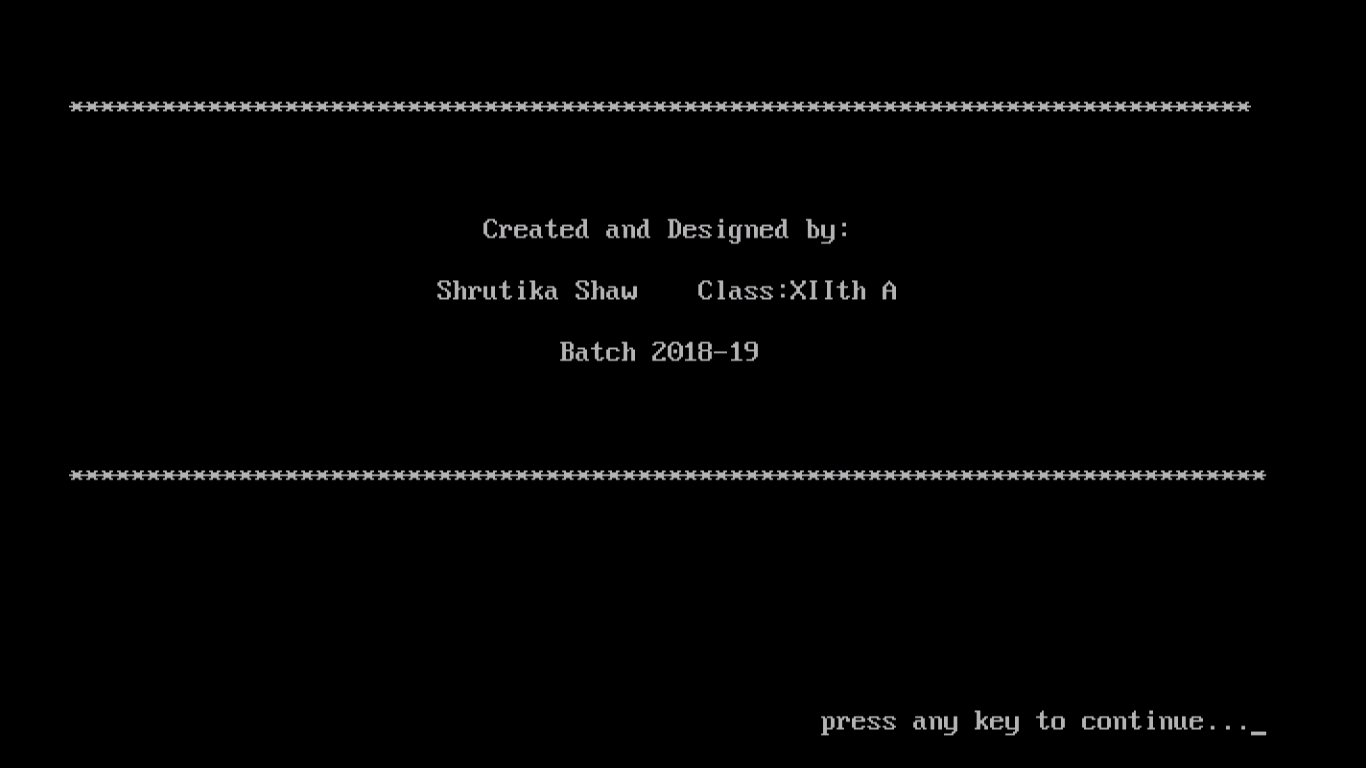 *****************************************************************************
Created and Designed by:
Shrutika Shaw    Class:XIIth A
Batch 2018-19
******************************************************************************
press any key to continue..._